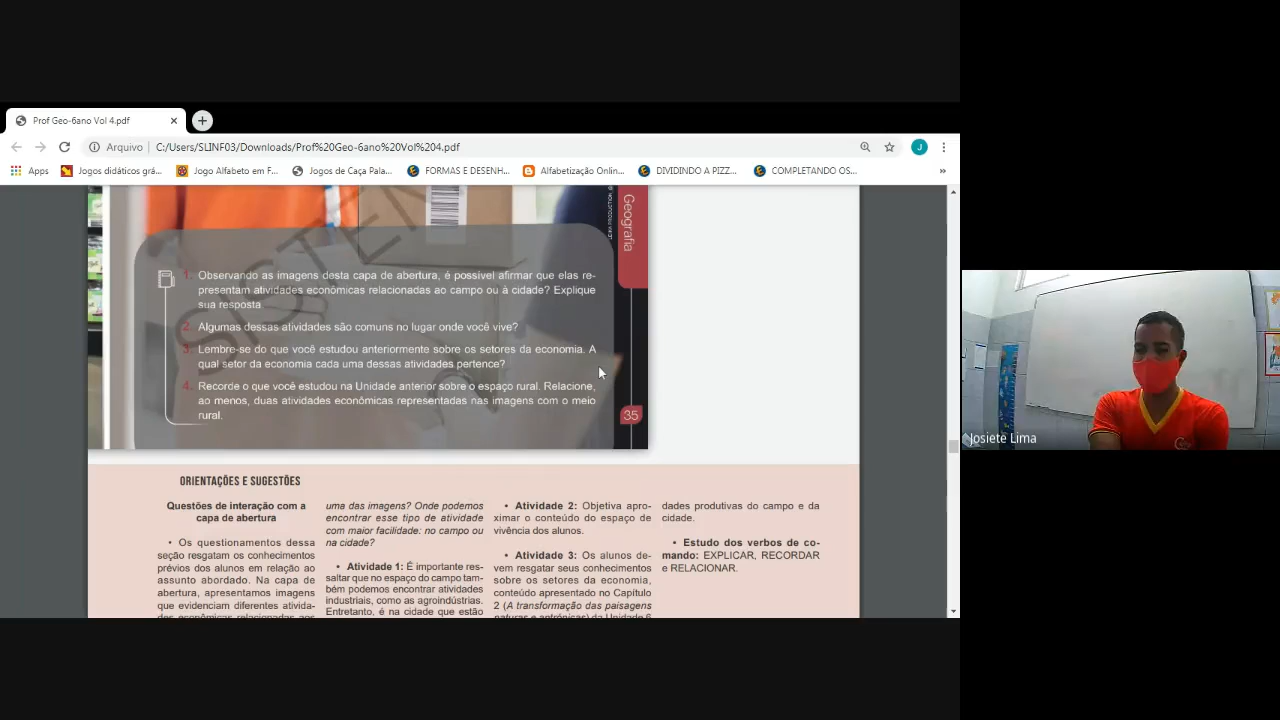 Prof Geo-6ano Vol 4.pdf
Arquivo
C:/Users/SLINF03/Downloads/Prof%20Geo-6ano%20Vol%204.pdf
J
Apps
Jogos didáticos grá...
Jogo Alfabeto em F...
Jogos de Caça Pala...
FORMAS E DESENH...
Alfabetização Onlin...
DIVIDINDO A PIZZ...
COMPLETANDO OS...
»
SISTEM
Geografia
1. Observando as imagens desta capa de abertura, é possível afirmar que elas re-
presentam atividades econômicas relacionadas ao campo ou à cidade? Explique
sua resposta.
2. Algumas dessas atividades são comuns no lugar onde você vive?
3. Lembre-se do que você estudou anteriormente sobre os setores da economia. A
qual setor da economia cada uma dessas atividades pertence?
4. Recorde o que você estudou na Unidade anterior sobre o espaço rural. Relacione,
ao menos, duas atividades econômicas representadas nas imagens com o meio
rural.
35
ORIENTAÇÕES E SUGESTÕES
Questões de interação com a
capa de abertura
• Os questionamentos dessa
seção resgatam os conhecimentos
prévios dos alunos em relação ao
assunto abordado. Na capa de
abertura, apresentamos imagens
que evidenciam diferentes ativida-
des econômicas relacionadas aos
uma das imagens? Onde podemos
encontrar esse tipo de atividade
com maior facilidade: no campo ou
na cidade?
• Atividade 1: É importante res-
saltar que no espaço do campo tam-
bém podemos encontrar atividades
industriais, como as agroindústrias.
Entretanto, é na cidade que estão
• Atividade 2: Objetiva apro-
ximar o conteúdo do espaço de
vivência dos alunos.
• Atividade 3: Os alunos de-
vem resgatar seus conhecimentos
sobre os setores da economia,
conteúdo apresentado no Capítulo
2 (A transformação das paisagens
naturais e antrópicas) da Unidade 6
dades produtivas do campo e da
cidade.
• Estudo dos verbos de co-
mando: EXPLICAR, RECORDAR
e RELACIONAR.
Josiete Lima